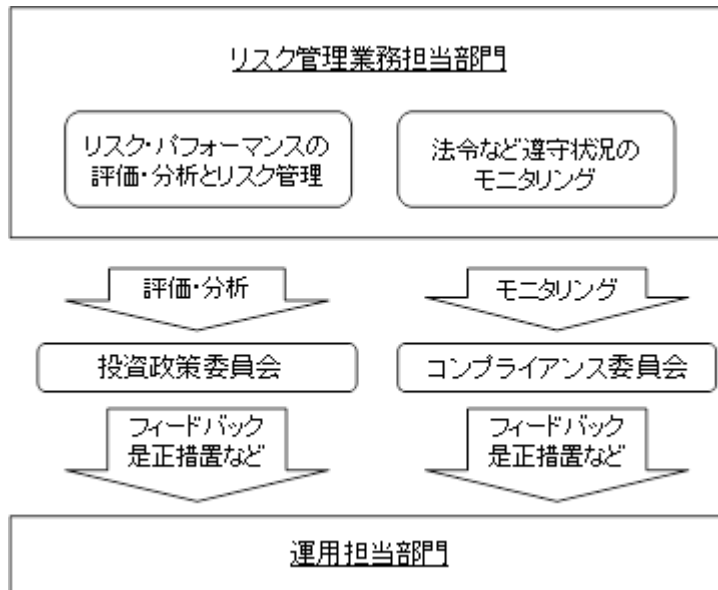 リスク管理業務担当部門
リスク・パフォーマンスの
評価・分析とリスク管理
法令など遵守状況の
モニタリング
評価・分析
モニタリング
投資政策委員会
コンプライアンス委員会
フィードバック
是正措置など
フィードバック
是正措置など
運用担当部門